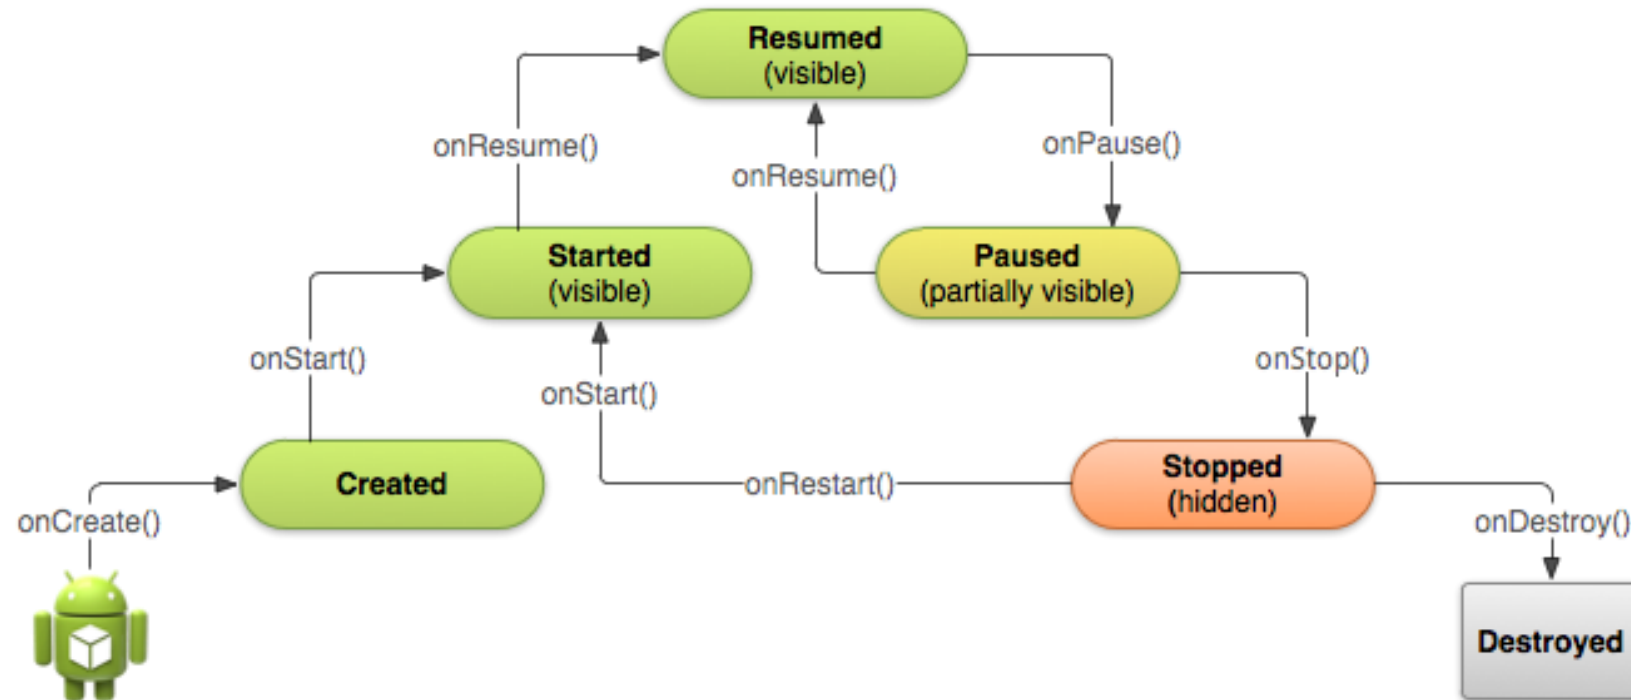 Resumed
(visible)
onResume()
onPause()
onResume()
Started
(visible)
Paused
(partially visible)
onStart()
onStop()
onStart()
Created
Stopped
(hidden)
onRestart()
onCreate()
onDestroy()
Destroyed